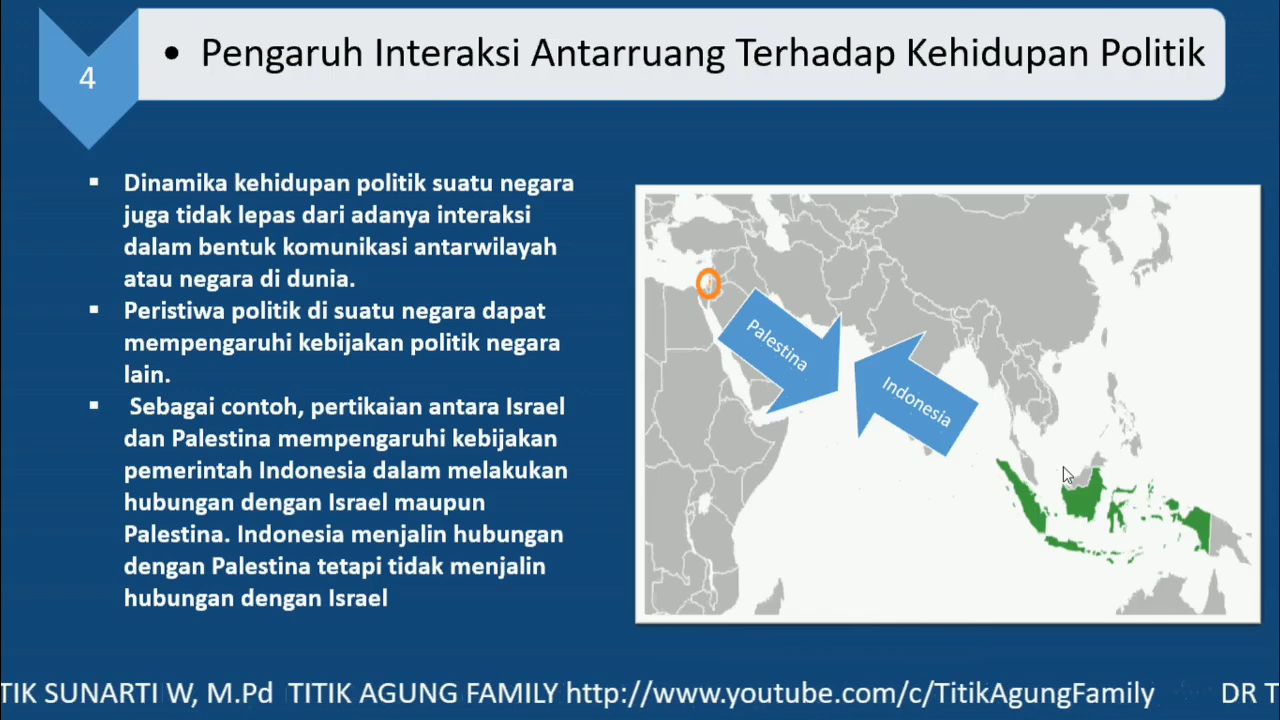 4
• Pengaruh Interaksi Antarruang Terhadap Kehidupan Politik
▪ Dinamika kehidupan politik suatu negara
juga tidak lepas dari adanya interaksi
dalam bentuk komunikasi antarwilayah
atau negara di dunia.
▪ Peristiwa politik di suatu negara dapat
mempengaruhi kebijakan politik negara
lain.
▪ Sebagai contoh, pertikaian antara Israel
dan Palestina mempengaruhi kebijakan
pemerintah Indonesia dalam melakukan
hubungan dengan Israel maupun
Palestina. Indonesia menjalin hubungan
dengan Palestina tetapi tidak menjalin
hubungan dengan Israel
Palestina
Indonesia
TIK SUNARTI W, M.Pd TITIK AGUNG FAMILY http://www.youtube.com/c/TitikAgungFamily DR T